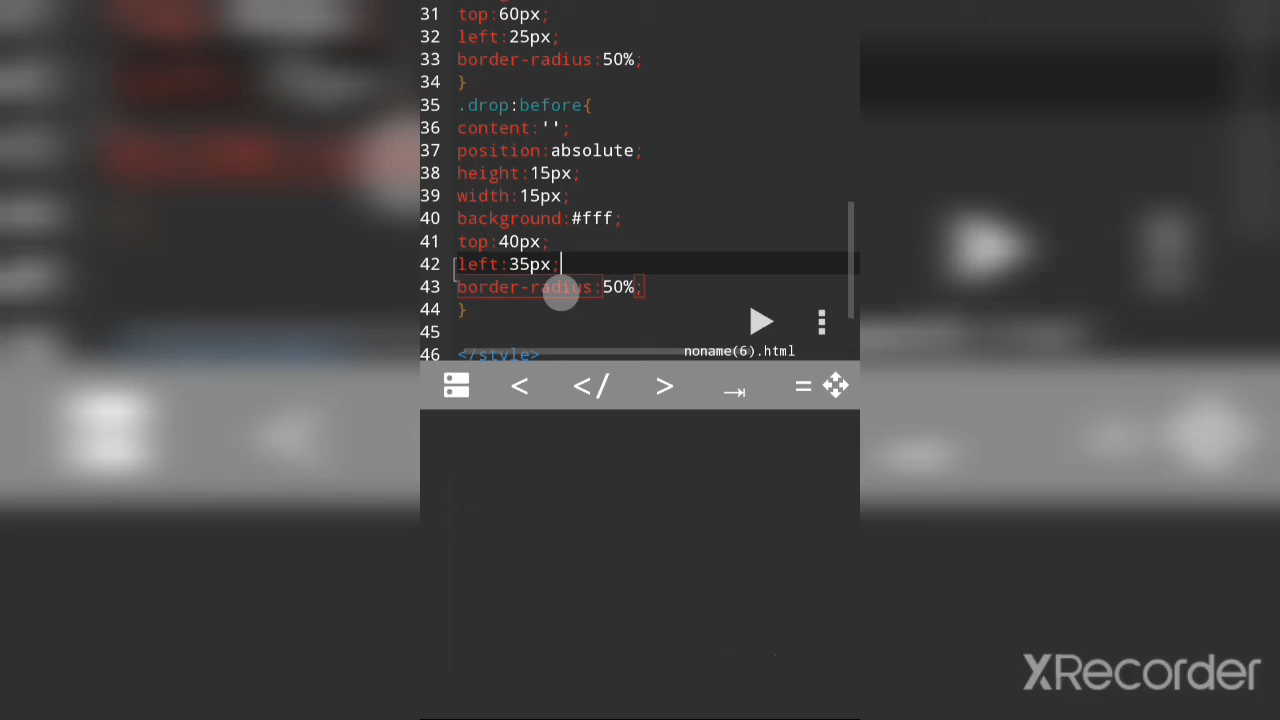 31 top:60px;
32 left:25px;
33 border-radius:50%;
34 }
35 .drop:before{
36 content:'';
37 position:absolute;
38 height:15px;
39 width:15px;
40 background:#fff;
41 top:40px;
42 left:35px;
43 border-radius:50%;
44 }
45
46 </style>
noname(6).html
< </ > =
XRecorder